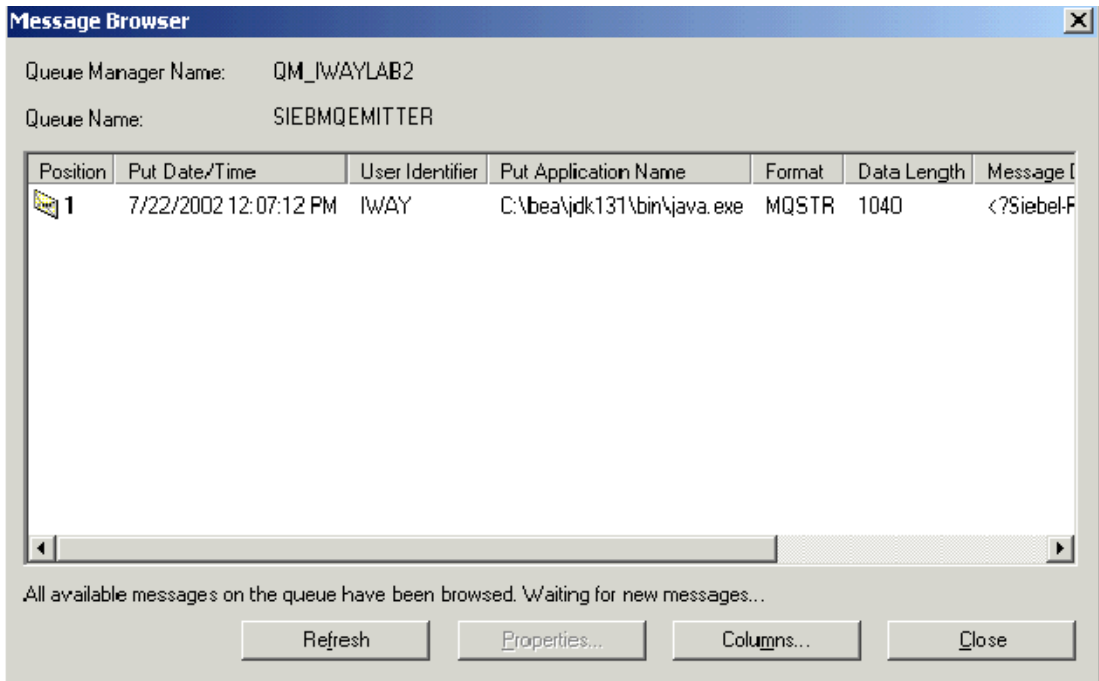 Message Browser
Queue Manager Name: QM_IWAYLAB2
Queue Name: SIEBMQEMITTER
Position Put Date/Time User Identifier Put Application Name Format Data Length Message D
1 7/22/2002 12:07:12 PM IWAY C:\bea\jdk131\bin\java.exe MQSTR 1040 <?Siebel-P
All available messages on the queue have been browsed. Waiting for new messages...
Refresh Properties... Columns... Close